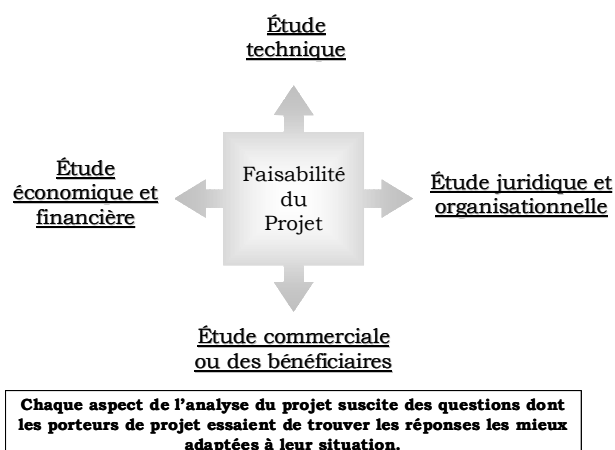 Étude
technique
Étude
économique et
financière
Faisabilité
du
Projet
Étude juridique et
organisationnelle
Étude commerciale
ou des bénéficiaires
Chaque aspect de l’analyse du projet suscite des questions dont
les porteurs de projet essaient de trouver les réponses les mieux
adaptées à leur situation.